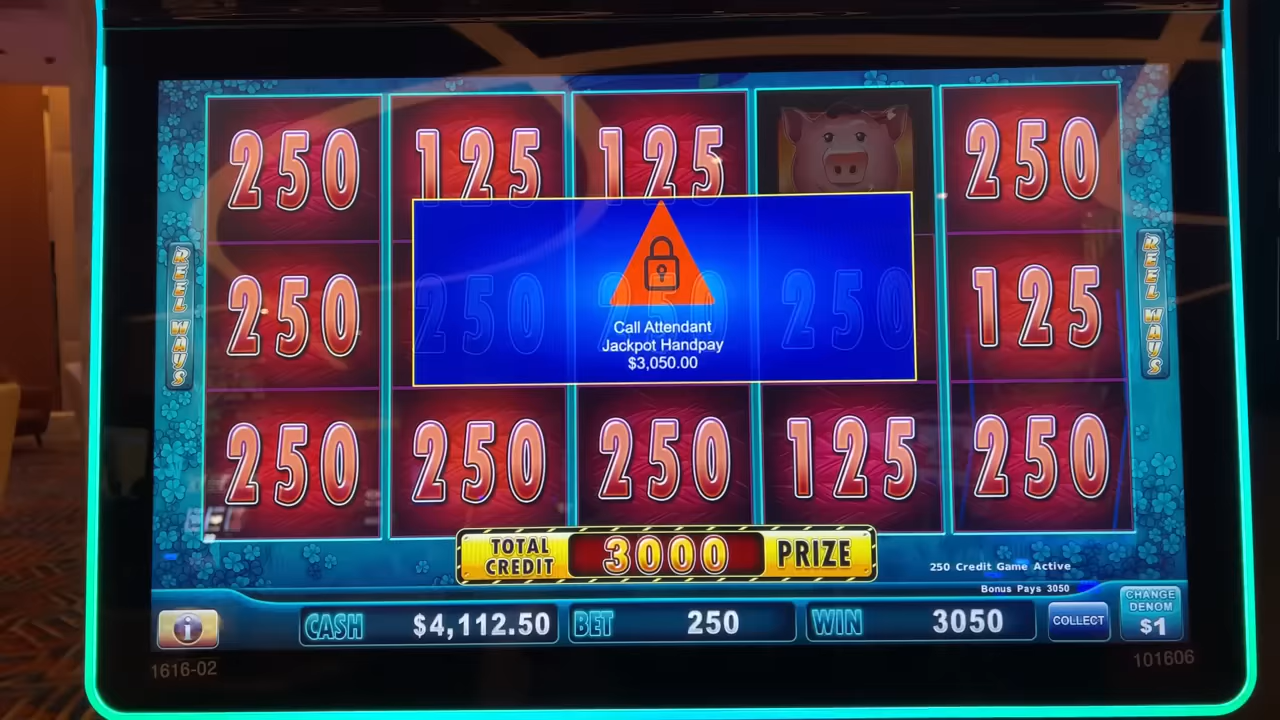 250 125 125 250
REEL WAYS
250 250 250 250 125
REEL WAYS
Call Attendant
Jackpot Handpay
$3,050.00
250 250 250 125 250
TOTAL CREDIT 3000 PRIZE
250 Credit Game Active
Bonus Pays 3050
CASH $4,112.50 BET 250 WIN 3050 COLLECT
CHANGE
DENOM
$1
1616-02 101606